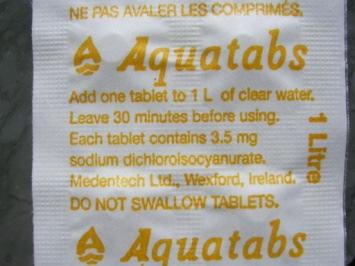 NE PAS AVALER LES COMPRIMÉS.
Aquatabs
Add one tablet to 1 L of clear water.
Leave 30 minutes before using.
Each tablet contains 3.5 mg
sodium dichloroisocyanurate.
Medentech Ltd., Wexford, Ireland.
DO NOT SWALLOW TABLETS.
1 Litre
Aquatabs